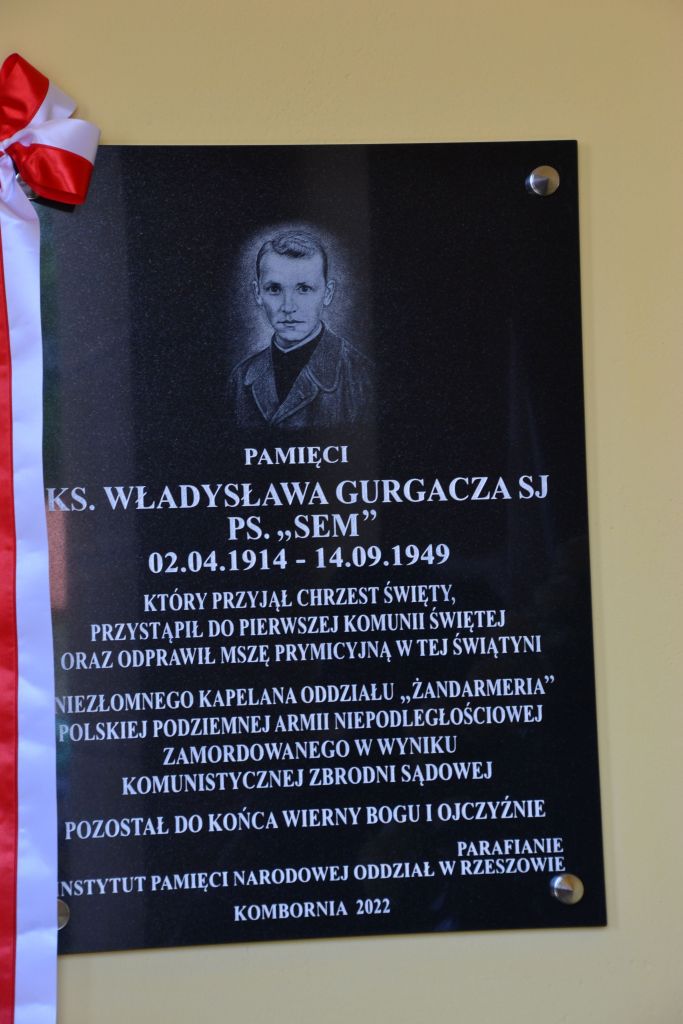 PAMIĘCI
KS. WŁADYSŁAWA GURGACZA SJ
PS. „SEM”
02.04.1914 - 14.09.1949
KTÓRY PRZYJĄŁ CHRZEST ŚWIĘTY,
PRZYSTĄPIŁ DO PIERWSZEJ KOMUNII ŚWIĘTEJ
ORAZ ODPRAWIŁ MSZĘ PRYMICYJNĄ W TEJ ŚWIĄTYNI
NIEZŁOMNEGO KAPELANA ODDZIAŁU „ŻANDARMERIA”
POLSKIEJ PODZIEMNEJ ARMII NIEPODLEGŁOŚCIOWEJ
ZAMORDOWANEGO W WYNIKU
KOMUNISTYCZNEJ ZBRODNI SĄDOWEJ
POZOSTAŁ DO KOŃCA WIERNY BOGU I OJCZYŹNIE
PARAFIANIE
INSTYTUT PAMIĘCI NARODOWEJ ODDZIAŁ W RZESZOWIE
KOMBORNIA 2022